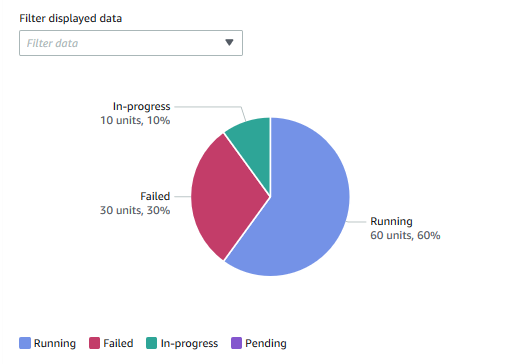 Filter displayed data
Filter data
In-progress
10 units, 10%
Failed
30 units, 30%
Running
60 units, 60%
Running Failed In-progress Pending